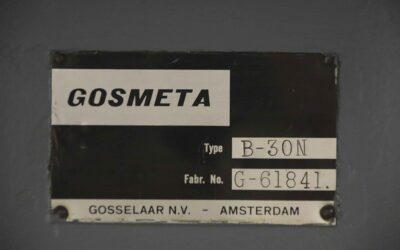 GOSMETA
Type B-30N
Fabr. No. G-61841.
GOSSELAAR N.V. - AMSTERDAM